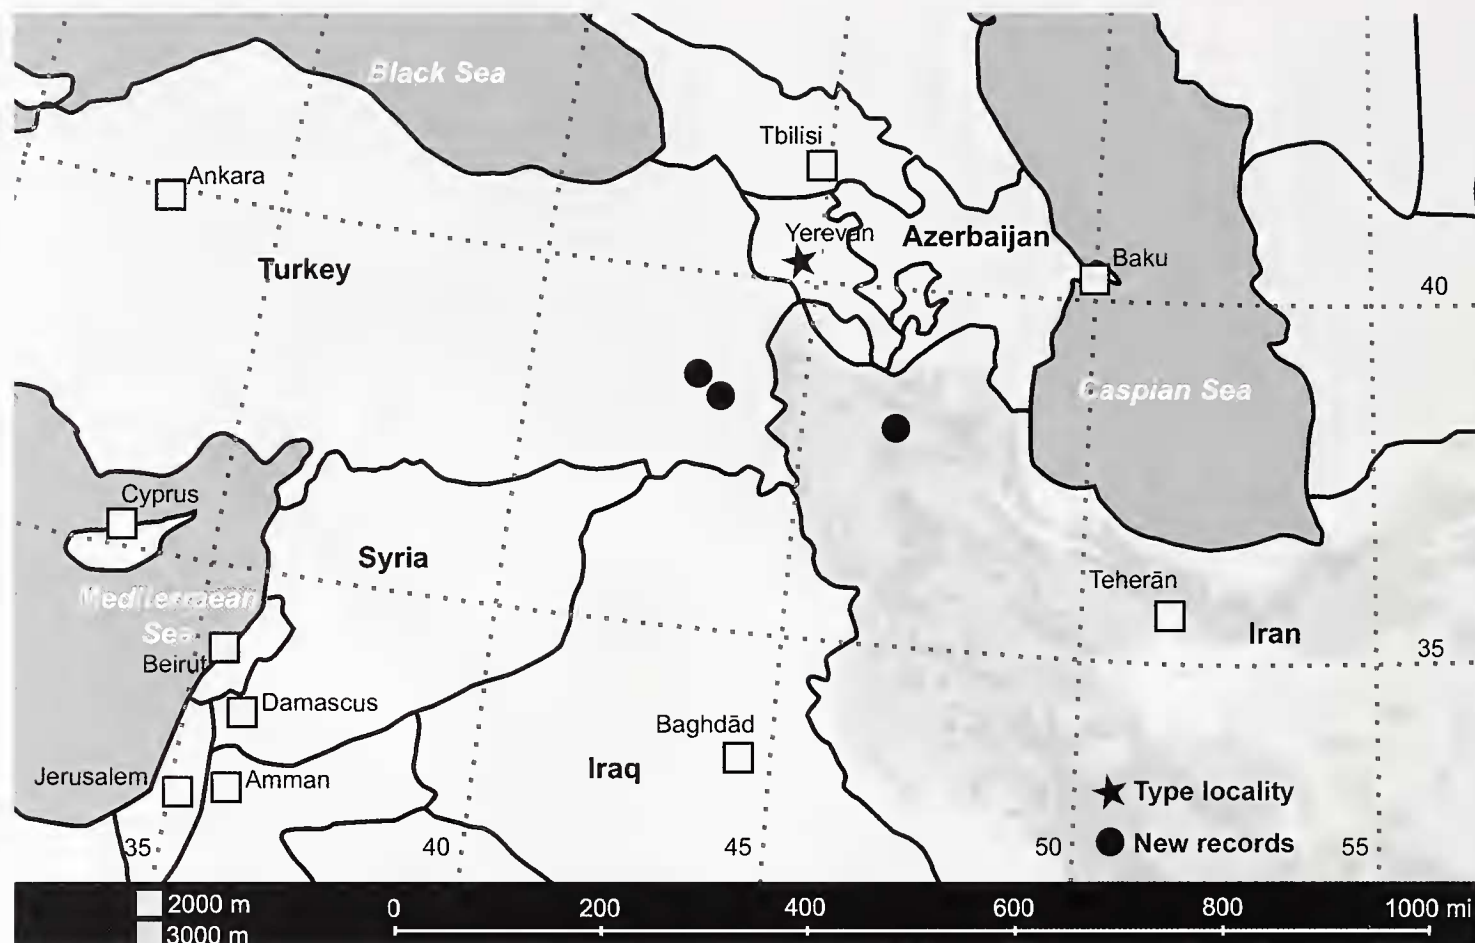 Black Sea
Tbilisi
Ankara
Yerevan
Azerbaijan
Baku
Turkey
40
Caspian Sea
Cyprus
Syria
Teherān
Mediterraean
Sea
Iran
35
Beirut
Damascus
Baghdād
Iraq
Jerusalem
Amman
Type locality
35
40
45
50
55
New records
2000 m
3000 m
0
200
400
600
800
1000 mi